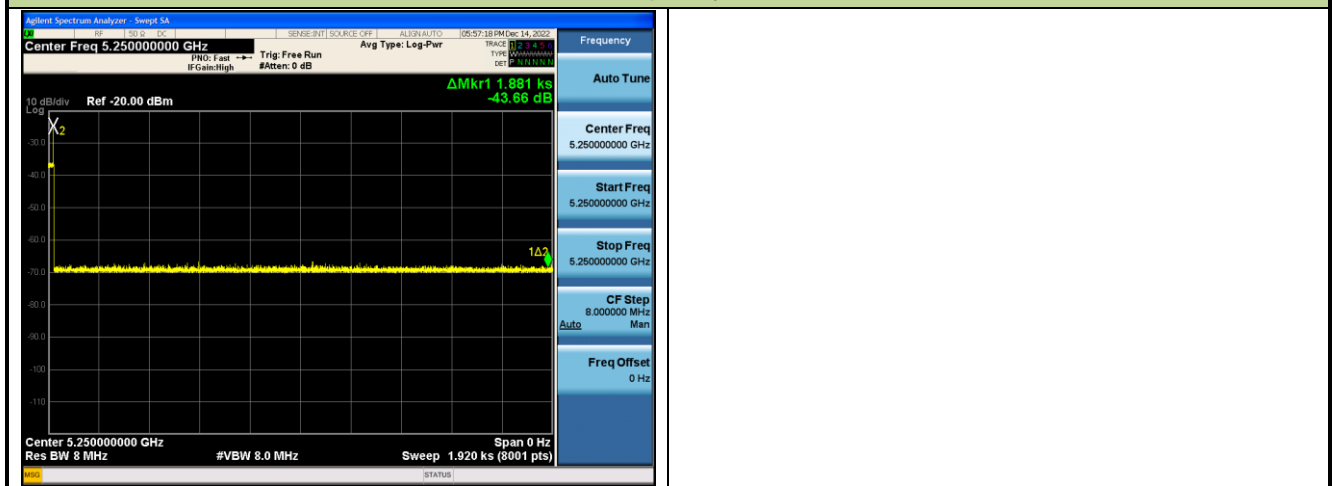 Agilent Spectrum Analyzer - Swept SA
RF 50 Ω DC SENSE:INT SOURCE OFF ALIGN AUTO 05:57:18 PM Dec 14, 2022
Center Freq 5.250000000 GHz
PNO: Fast Trig: Free Run
IFGain:High #Atten: 0 dB
Avg Type: Log-Pwr
TRACE 1 2 3 4 5 6
TYPE
DET P N N N N N
ΔMkr1 1.881 ks
-43.66 dB
10 dB/div Ref -20.00 dBm
Log
2
-30.0
-40.0
-50.0
-60.0
1Δ2
-70.0
-80.0
-90.0
-100
-110
Center 5.250000000 GHz Span 0 Hz
Res BW 8 MHz #VBW 8.0 MHz Sweep 1.920 ks (8001 pts)
MSG STATUS
Frequency
Auto Tune
Center Freq
5.250000000 GHz
Start Freq
5.250000000 GHz
Stop Freq
5.250000000 GHz
CF Step
8.000000 MHz
Auto Man
Freq Offset
0 Hz